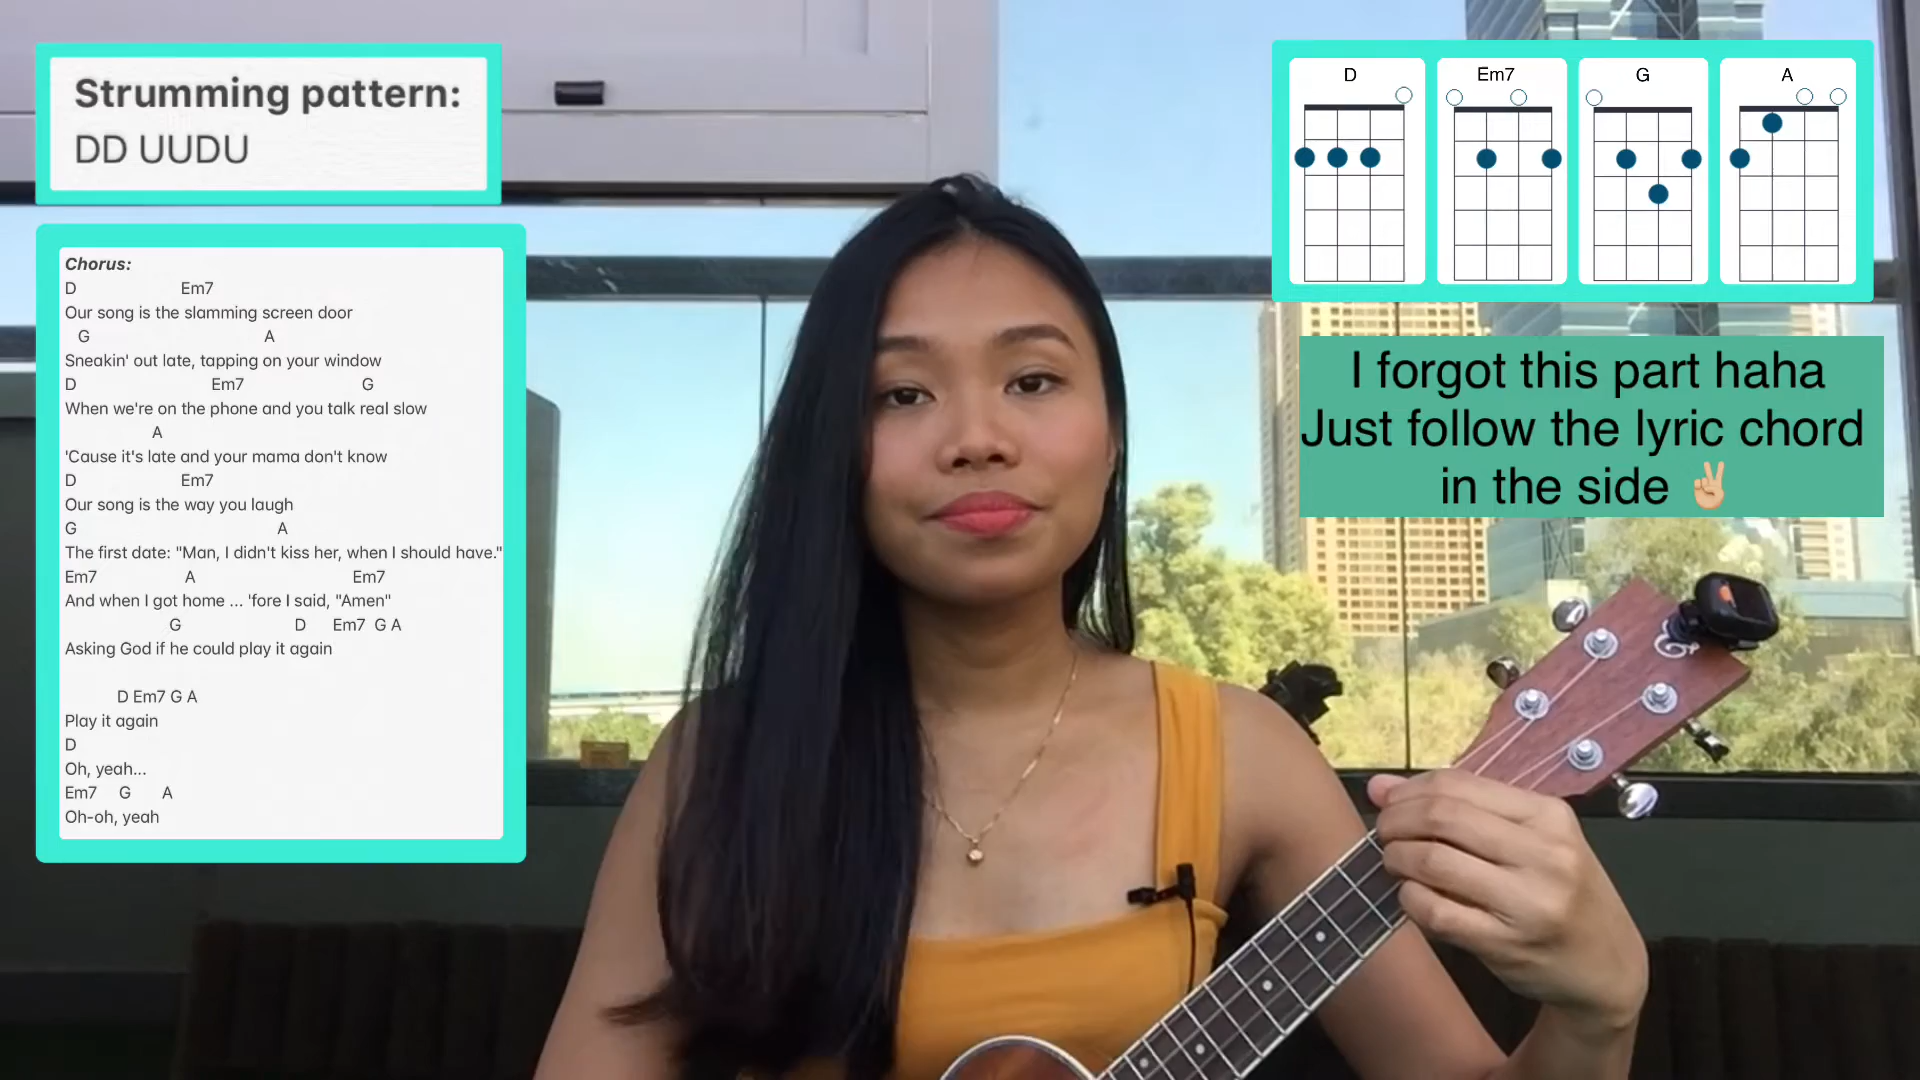 Strumming pattern:
DD UUDU
Chorus:
D Em7
Our song is the slamming screen door
G A
Sneakin' out late, tapping on your window
D Em7 G
When we're on the phone and you talk real slow
A
'Cause it's late and your mama don't know
D Em7
Our song is the way you laugh
G A
The first date: "Man, I didn't kiss her, when I should have."
Em7 A Em7
And when I got home ... 'fore I said, "Amen"
G D Em7 G A
Asking God if he could play it again
D Em7 G A
Play it again
D
Oh, yeah...
Em7 G A
Oh-oh, yeah
D Em7 G A
I forgot this part haha
Just follow the lyric chord
in the side ✌🏼